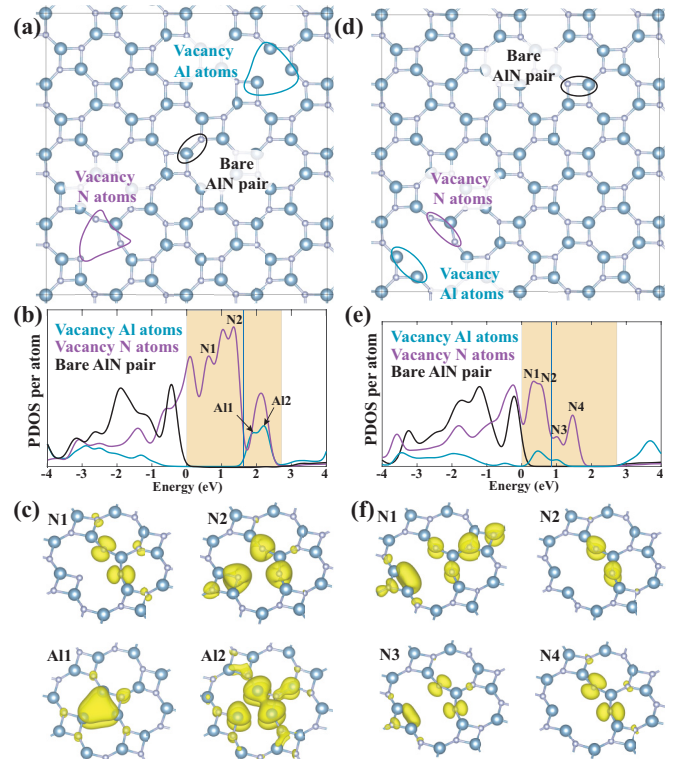 (a)
Vacancy
Al atoms
Bare
AlN pair
Vacancy
N atoms
(d)
Bare
AlN pair
Vacancy
N atoms
Vacancy
Al atoms
(b)
PDOS per atom
Vacancy Al atoms
Vacancy N atoms
Bare AlN pair
N1
N2
Al1
Al2
-4 -3 -2 -1 0 1 2 3 4
Energy (eV)
(e)
PDOS per atom
Vacancy Al atoms
Vacancy N atoms
Bare AlN pair
N1
N2
N3
N4
-4 -3 -2 -1 0 1 2 3 4
Energy (eV)
(c)
N1
N2
Al1
Al2
(f)
N1
N2
N3
N4